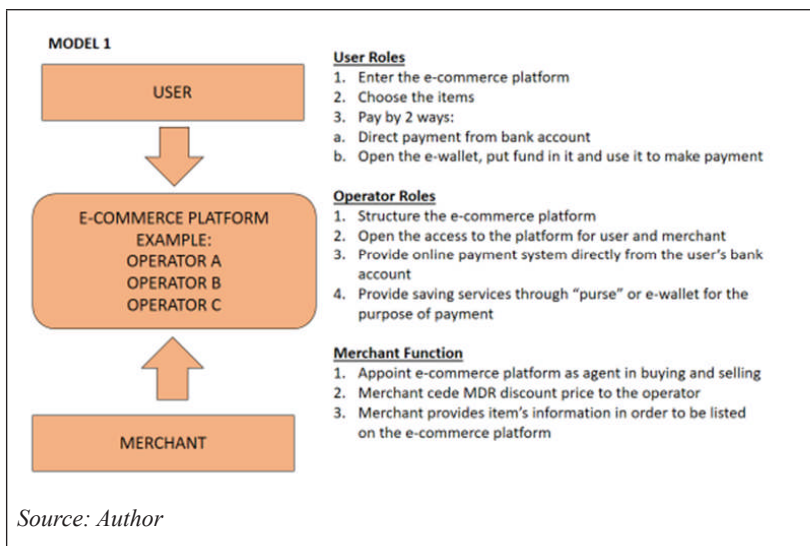 MODEL 1
USER
E-COMMERCE PLATFORM
EXAMPLE:
OPERATOR A
OPERATOR B
OPERATOR C
MERCHANT
User Roles
1. Enter the e-commerce platform
2. Choose the items
3. Pay by 2 ways:
a. Direct payment from bank account
b. Open the e-wallet, put fund in it and use it to make payment
Operator Roles
1. Structure the e-commerce platform
2. Open the access to the platform for user and merchant
3. Provide online payment system directly from the user's bank
account
4. Provide saving services through "purse" or e-wallet for the
purpose of payment
Merchant Function
1. Appoint e-commerce platform as agent in buying and selling
2. Merchant cede MDR discount price to the operator
3. Merchant provides item's information in order to be listed
on the e-commerce platform
Source: Author